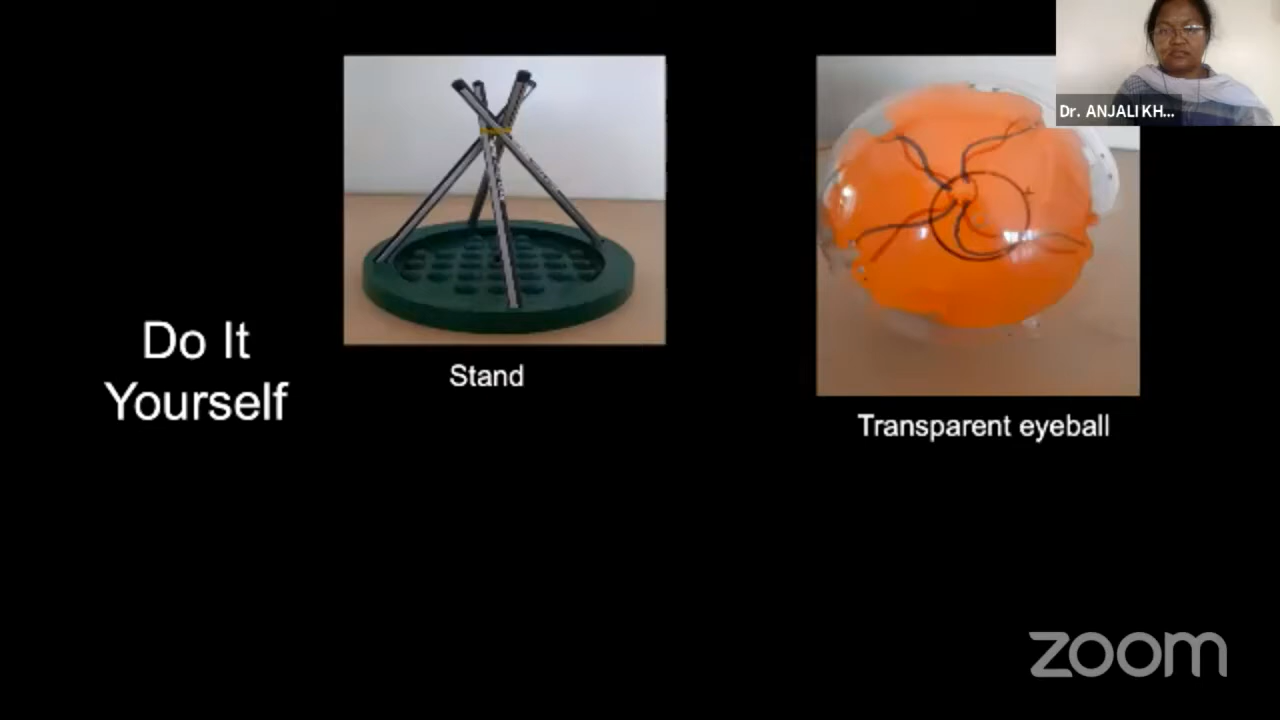 Dr. ANJALI KH...
Do It
Yourself
Stand
Transparent eyeball
zoom